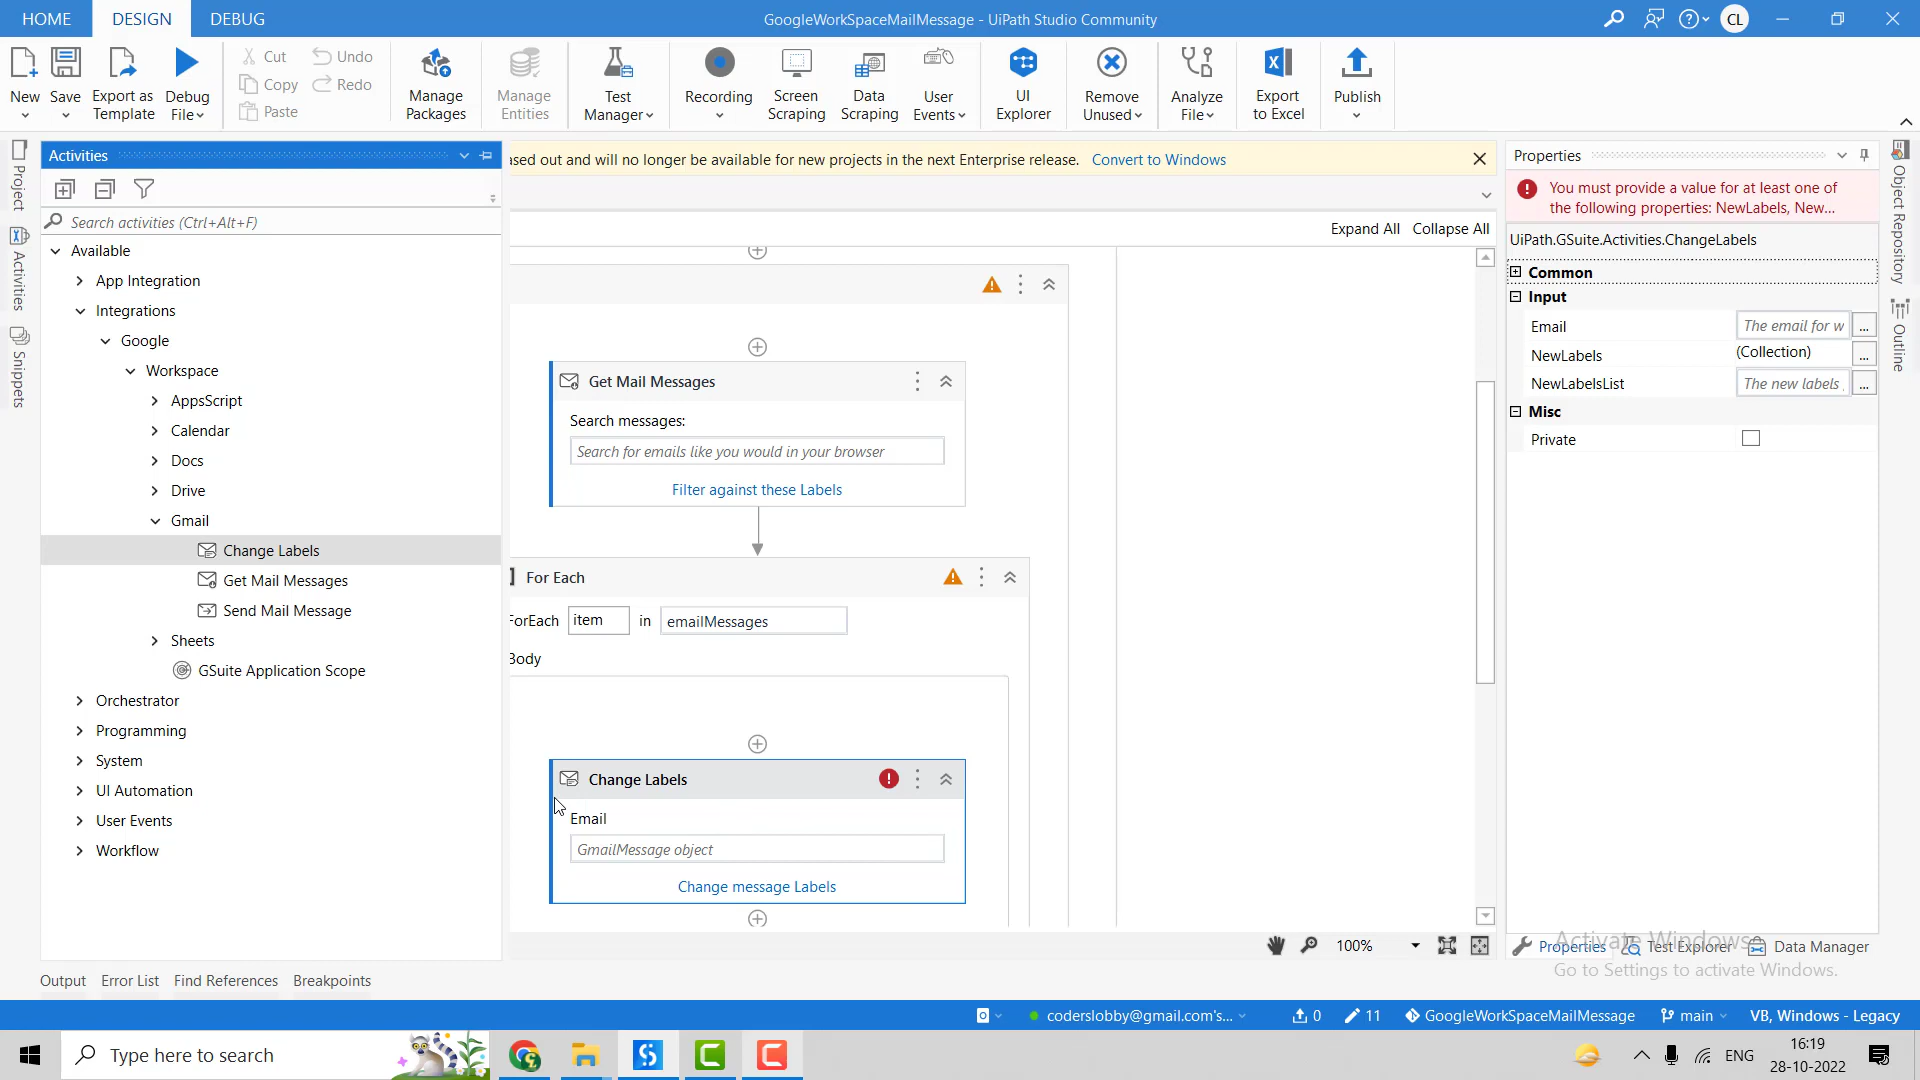 HOME DESIGN DEBUG
GoogleWorkSpaceMailMessage - UiPath Studio Community
CL
New
Save
Export as
Template
Debug
File
Cut
Copy
Paste
Undo
Redo
Manage
Packages
Manage
Entities
Test
Manager
Recording
Screen
Scraping
Data
Scraping
User
Events
UI
Explorer
Remove
Unused
Analyze
File
Export
to Excel
Publish
Project
Activities
Snippets
Activities
Search activities (Ctrl+Alt+F)
Available
App Integration
Integrations
Google
Workspace
AppsScript
Calendar
Docs
Drive
Gmail
Change Labels
Get Mail Messages
Send Mail Message
Sheets
GSuite Application Scope
Orchestrator
Programming
System
UI Automation
User Events
Workflow
ased out and will no longer be available for new projects in the next Enterprise release. Convert to Windows
Expand All Collapse All
Get Mail Messages
Search messages:
Search for emails like you would in your browser
Filter against these Labels
For Each
ForEach item in emailMessages
Body
Change Labels
Email
GmailMessage object
Change message Labels
100%
Properties
You must provide a value for at least one of
the following properties: NewLabels, New...
UiPath.GSuite.Activities.ChangeLabels
Common
Input
Email The email for w ...
NewLabels (Collection) ...
NewLabelsList The new labels ...
Misc
Private
Object Repository
Outline
Activate Windows
Go to Settings to activate Windows.
Properties Test Explorer Data Manager
Output Error List Find References Breakpoints
coderslobby@gmail.com's... 0 11 GoogleWorkSpaceMailMessage main VB, Windows - Legacy
Type here to search
ENG
16:19
28-10-2022